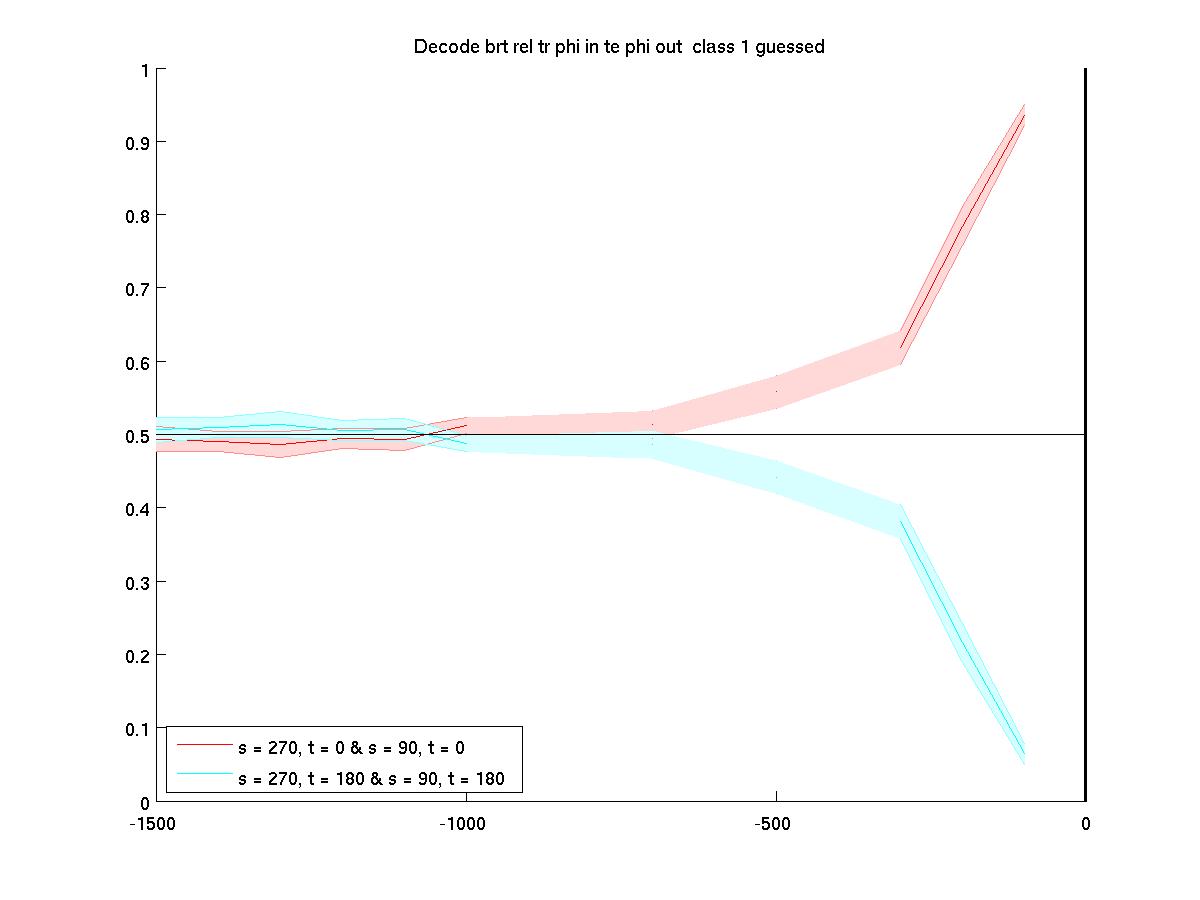 Decode brt rel tr phi in te phi out class 1 guessed
1
0.9
0.8
0.7
0.6
0.5
0.4
0.3
0.2
0.1
0
s = 270, t = 0 & s = 90, t = 0
s = 270, t = 180 & s = 90, t = 180
-1500 -1000 -500 0